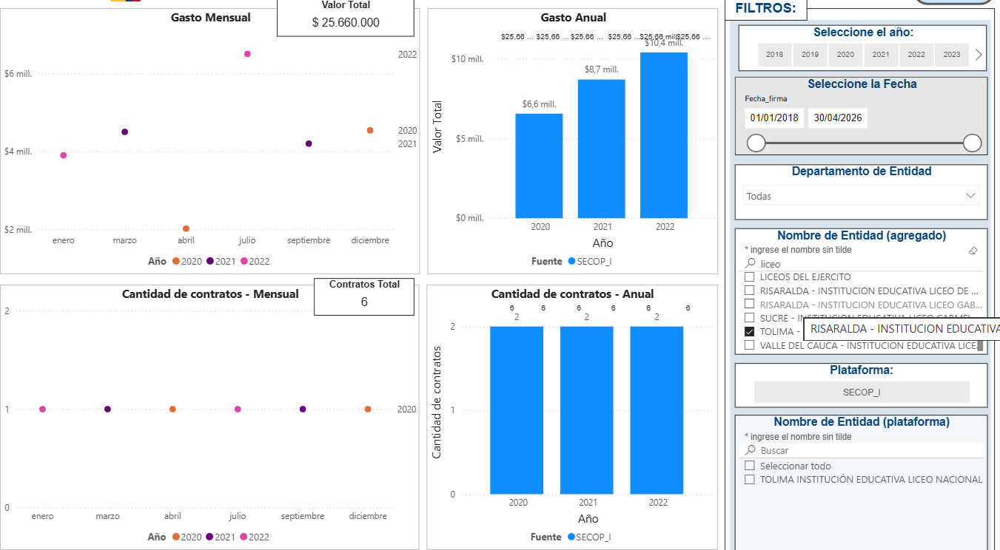 Valor Total
$ 25.660.000
Gasto Mensual
2022
$6 mill.
2020
2021
$4 mill.
$2 mill.
enero marzo abril julio septiembre diciembre
Año 2020 2021 2022
Gasto Anual
$25,66 ... $25,66 ... $25,66 ... $25,66 ... $25,66 mill. $25,66 ...
$10,4 mill.
$10 mill.
$8,7 mill.
$6,6 mill.
Valor Total
$5 mill.
$0 mill.
2020 2021 2022
Año
Fuente SECOP_I
Contratos Total
6
Cantidad de contratos - Mensual
2
1
2020
0
enero marzo abril julio septiembre diciembre
Año 2020 2021 2022
Cantidad de contratos - Anual
6 6 6 6 6 6
2 2 2
2
Cantidad de contratos
1
0
2020 2021 2022
Año
Fuente SECOP_I
FILTROS:
Seleccione el año:
2018 2019 2020 2021 2022 2023
Seleccione la Fecha
Fecha_firma
01/01/2018 30/04/2026
Departamento de Entidad
Todas
Nombre de Entidad (agregado)
* ingrese el nombre sin tilde
liceo
LICEOS DEL EJERCITO
RISARALDA - INSTITUCION EDUCATIVA LICEO DE ...
RISARALDA - INSTITUCION EDUCATIVA LICEO GAB...
SUCRE - INSTITUCION EDUCATIVA LICEO CARMEL
TOLIMA -
RISARALDA - INSTITUCION EDUCATIVA
VALLE DEL CAUCA - INSTITUCION EDUCATIVA LICE
Plataforma:
SECOP_I
Nombre de Entidad (plataforma)
* ingrese el nombre sin tilde
Buscar
Seleccionar todo
TOLIMA INSTITUCIÓN EDUCATIVA LICEO NACIONAL